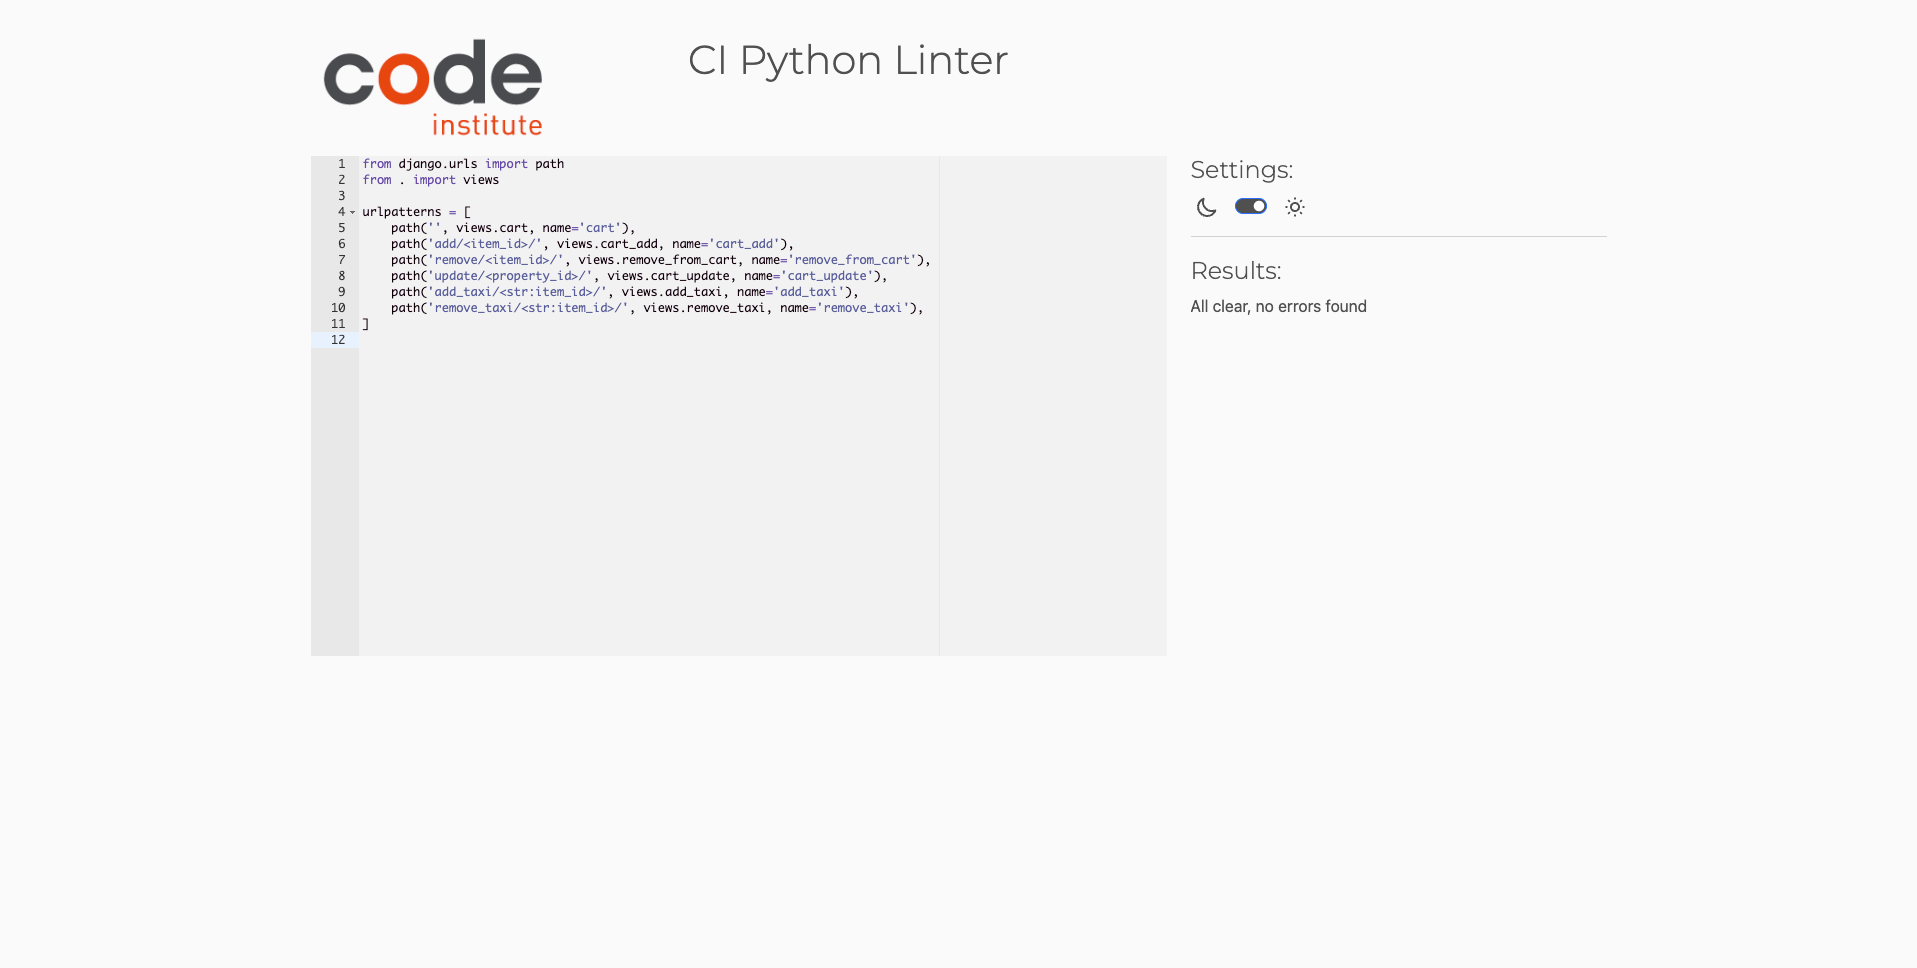 code
institute
CI Python Linter
1 from django.urls import path
2 from . import views
3
4 urlpatterns = [
5     path('', views.cart, name='cart'),
6     path('add/<item_id>/', views.cart_add, name='cart_add'),
7     path('remove/<item_id>/', views.remove_from_cart, name='remove_from_cart'),
8     path('update/<property_id>/', views.cart_update, name='cart_update'),
9     path('add_taxi/<str:item_id>/', views.add_taxi, name='add_taxi'),
10     path('remove_taxi/<str:item_id>/', views.remove_taxi, name='remove_taxi'),
11 ]
12
Settings:
Results:
All clear, no errors found